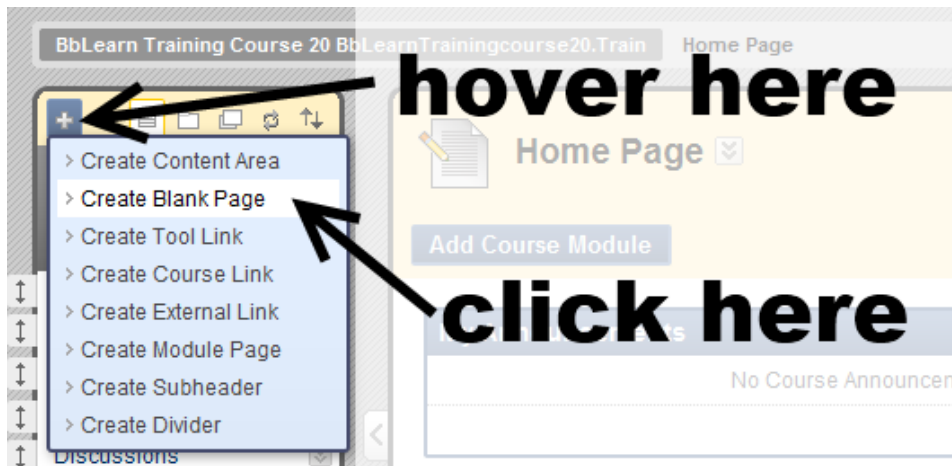 BbLearn Training Course 20 BbLearnTrainingcourse20.Train Home Page
hover here
+
> Create Content Area
> Create Blank Page
> Create Tool Link
> Create Course Link
> Create External Link
> Create Module Page
> Create Subheader
> Create Divider
Discussions
Home Page
Add Course Module
click here
No Course Announcen